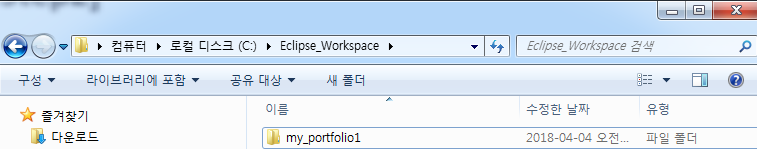 컴퓨터 ▸ 로컬 디스크 (C:) ▸ Eclipse_Workspace ▸
Eclipse_Workspace 검색
구성 라이브러리에 포함 공유 대상 새 폴더
즐겨찾기
다운로드
이름 수정한 날짜 유형
my_portfolio1 2018-04-04 오전... 파일 폴더